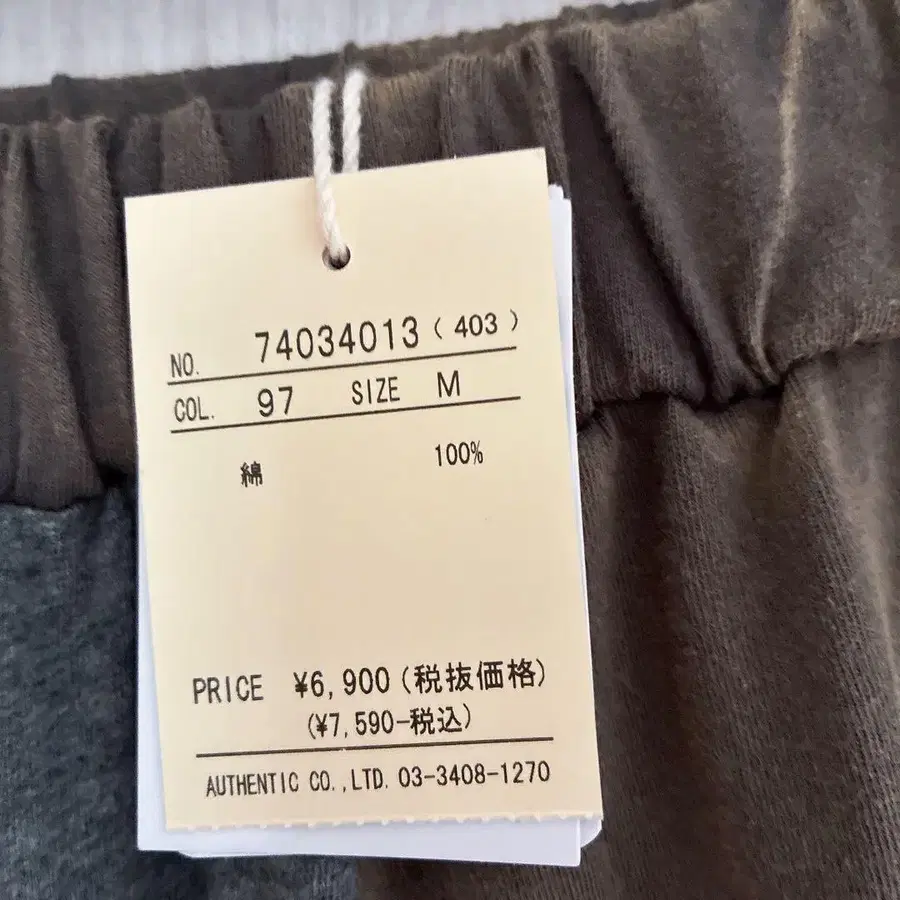 NO. 74034013 ( 403 )
COL. 97 SIZE M
綿 100%
PRICE ¥6,900 (税抜価格)
(¥7,590-税込)
AUTHENTIC CO.,LTD. 03-3408-1270